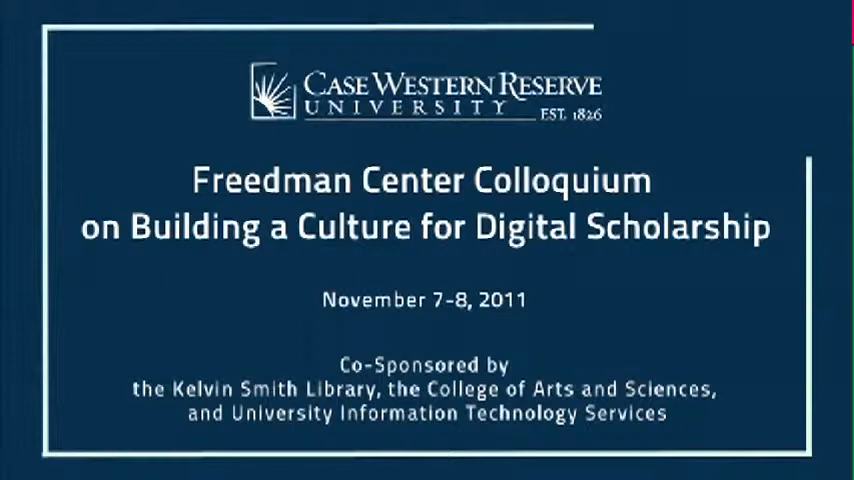 CASE WESTERN RESERVE
UNIVERSITY
EST. 1826
Freedman Center Colloquium
on Building a Culture for Digital Scholarship
November 7-8, 2011
Co-Sponsored by
the Kelvin Smith Library, the College of Arts and Sciences,
and University Information Technology Services